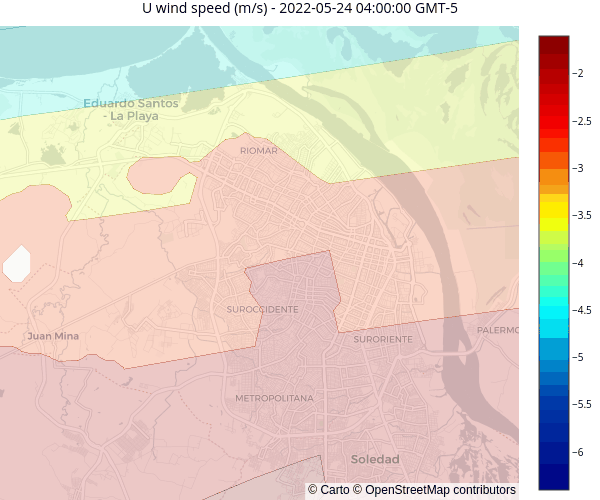 U wind speed (m/s) - 2022-05-24 04:00:00 GMT-5
Eduardo Santos
- La Playa
RIOMAR
SUROCCIDENTE
Juan Mina
SURORIENTE
PALERMO
METROPOLITANA
Soledad
© Carto © OpenStreetMap contributors
−2
−2.5
−3
−3.5
−4
−4.5
−5
−5.5
−6